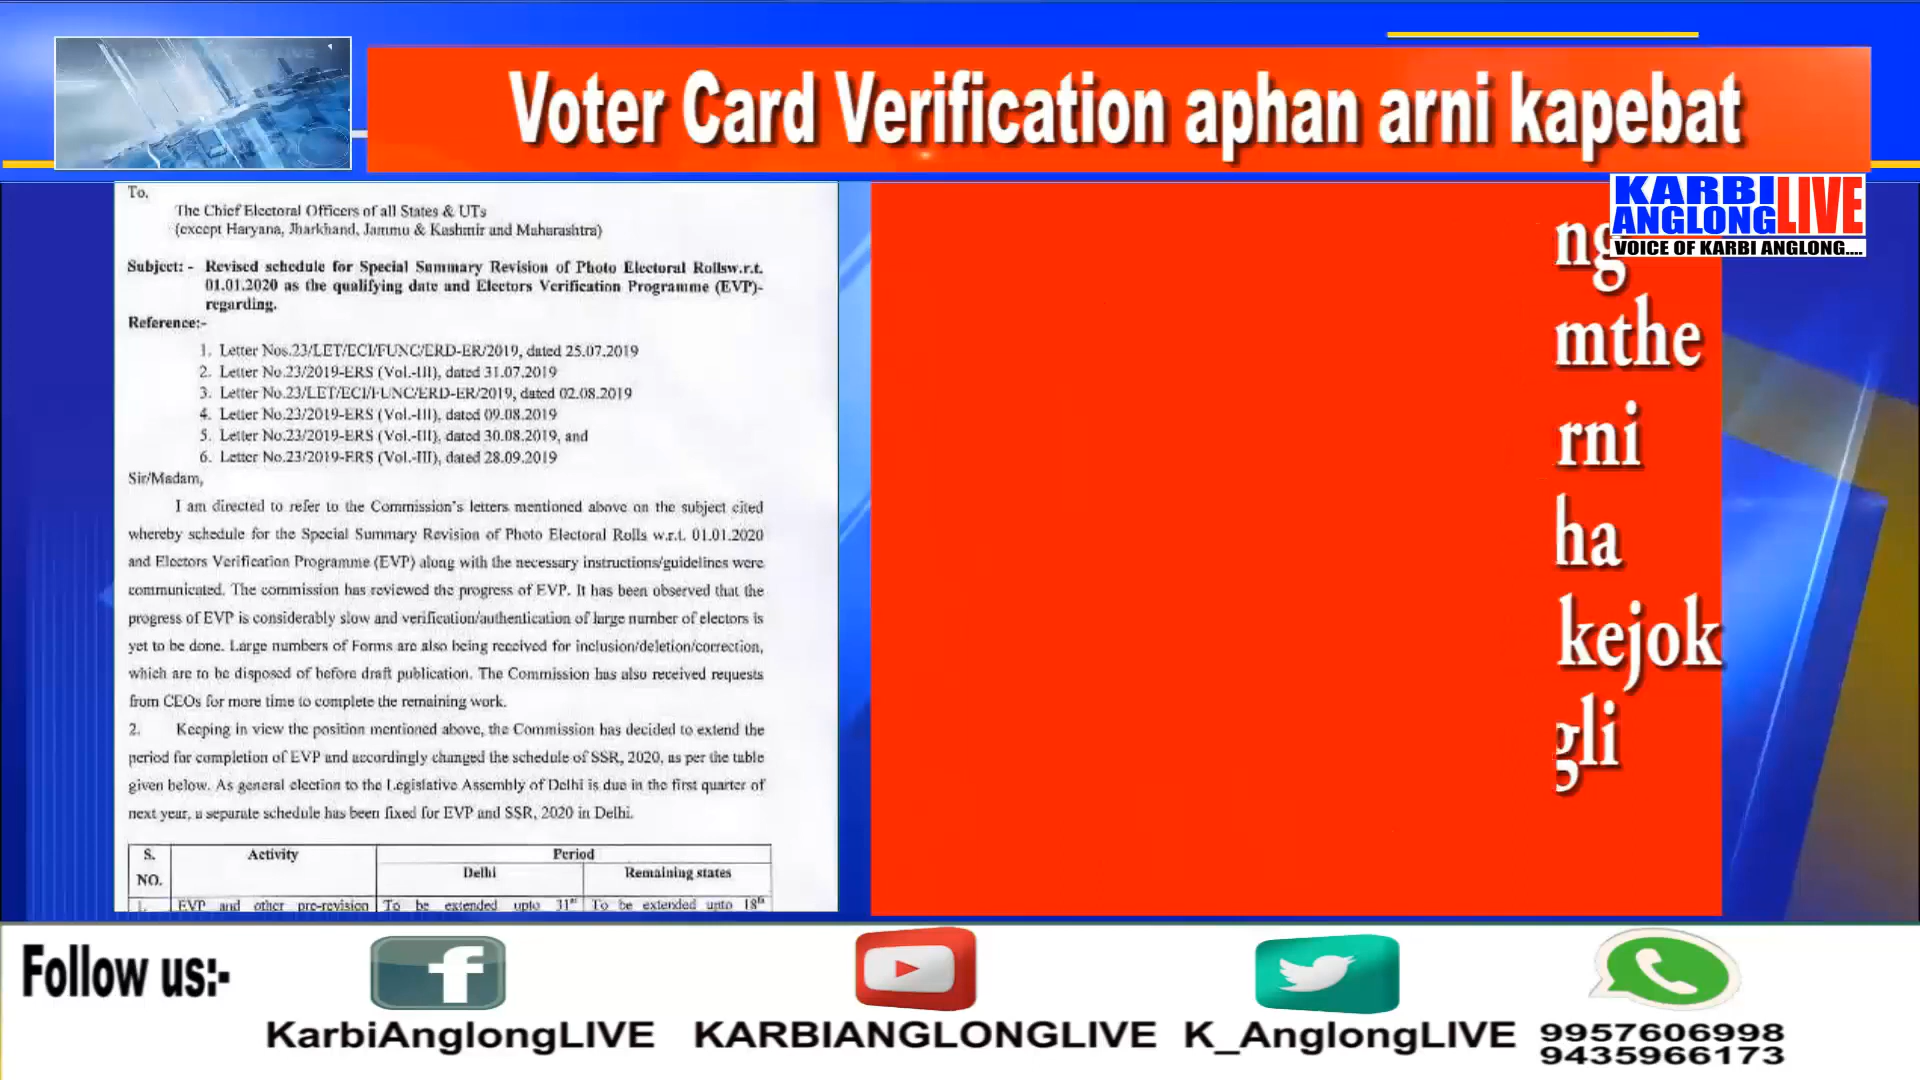 Voter Card Verification aphan arni kapebat
KARBI
ANGLONG
LIVE
VOICE OF KARBI ANGLONG....
To,
The Chief Electoral Officers of all States & UTs
(except Haryana, Jharkhand, Jammu & Kashmir and Maharashtra)
Subject: - Revised schedule for Special Summary Revision of Photo Electoral Rollsw.r.t.
01.01.2020 as the qualifying date and Electors Verification Programme (EVP)-
regarding.
Reference:-
1. Letter Nos.23/LET/ECI/FUNC/ERD-ER/2019, dated 25.07.2019
2. Letter No.23/2019-ERS (Vol.-III), dated 31.07.2019
3. Letter No.23/LET/ECI/FUNC/ERD-ER/2019, dated 02.08.2019
4. Letter No.23/2019-ERS (Vol.-III), dated 09.08.2019
5. Letter No.23/2019-ERS (Vol.-III), dated 30.08.2019, and
6. Letter No.23/2019-ERS (Vol.-III), dated 28.09.2019
Sir/Madam,
I am directed to refer to the Commission's letters mentioned above on the subject cited
whereby schedule for the Special Summary Revision of Photo Electoral Rolls w.r.t. 01.01.2020
and Electors Verification Programme (EVP) along with the necessary instructions/guidelines were
communicated. The commission has reviewed the progress of EVP. It has been observed that the
progress of EVP is considerably slow and verification/authentication of large number of electors is
yet to be done. Large numbers of Forms are also being received for inclusion/deletion/correction,
which are to be disposed of before draft publication. The Commission has also received requests
from CEOs for more time to complete the remaining work.
2. Keeping in view the position mentioned above, the Commission has decided to extend the
period for completion of EVP and accordingly changed the schedule of SSR, 2020, as per the table
given below. As general election to the Legislative Assembly of Delhi is due in the first quarter of
next year, a separate schedule has been fixed for EVP and SSR, 2020 in Delhi.
S. NO. Activity Period
Delhi Remaining states
1. EVP and other pre-revision To be extended upto 31st To be extended upto 18th
ng
mthe
rni
ha
kejok
gli
Follow us:-
KarbiAnglongLIVE KARBIANGLONGLIVE K_AnglongLIVE 9957606998
9435966173